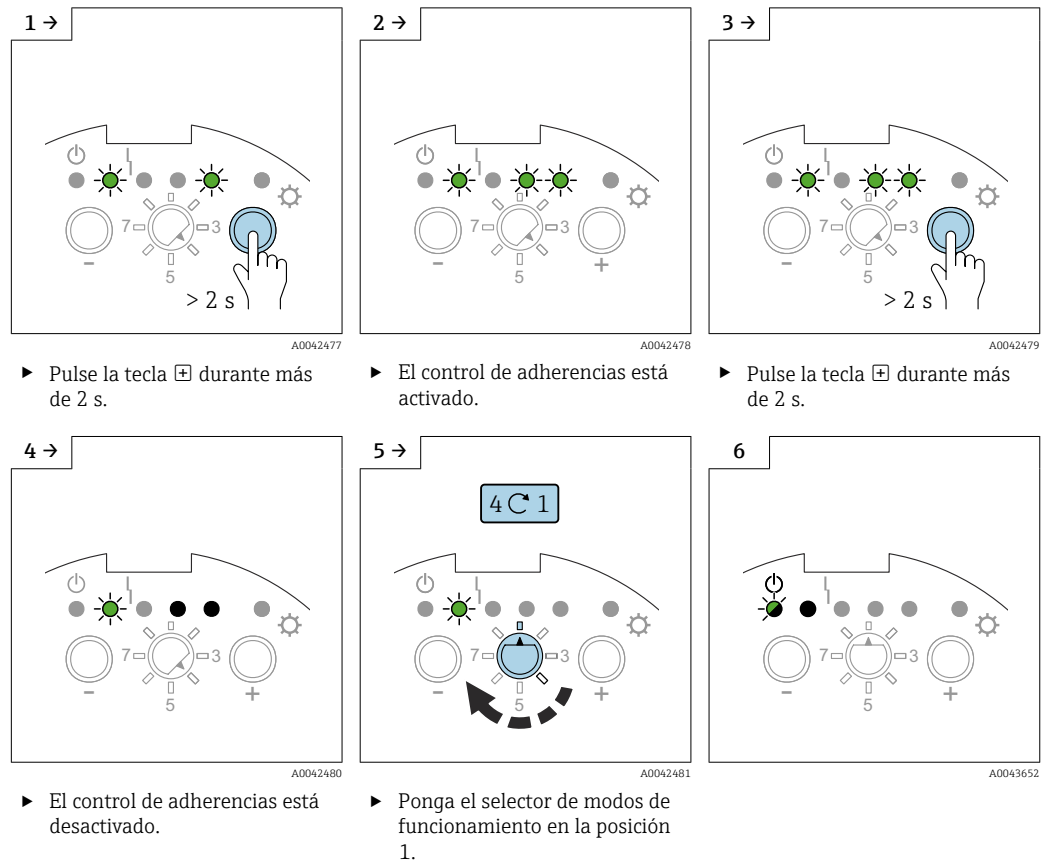 1 →
7
3
-
5
> 2 s
A0042477
▶ Pulse la tecla ⊞ durante más
de 2 s.
2 →
7
3
-
+
5
A0042478
▶ El control de adherencias está
activado.
3 →
7
3
-
5
> 2 s
A0042479
▶ Pulse la tecla ⊞ durante más
de 2 s.
4 →
7
3
-
+
5
A0042480
▶ El control de adherencias está
desactivado.
5 →
4 ↻ 1
7
3
-
+
5
A0042481
▶ Ponga el selector de modos de
funcionamiento en la posición
1.
6
7
3
-
+
5
A0043652